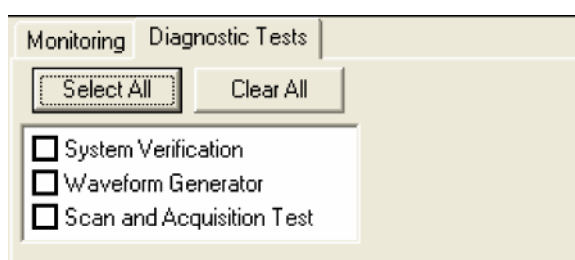 Monitoring Diagnostic Tests
Select All Clear All
System Verification
Waveform Generator
Scan and Acquisition Test